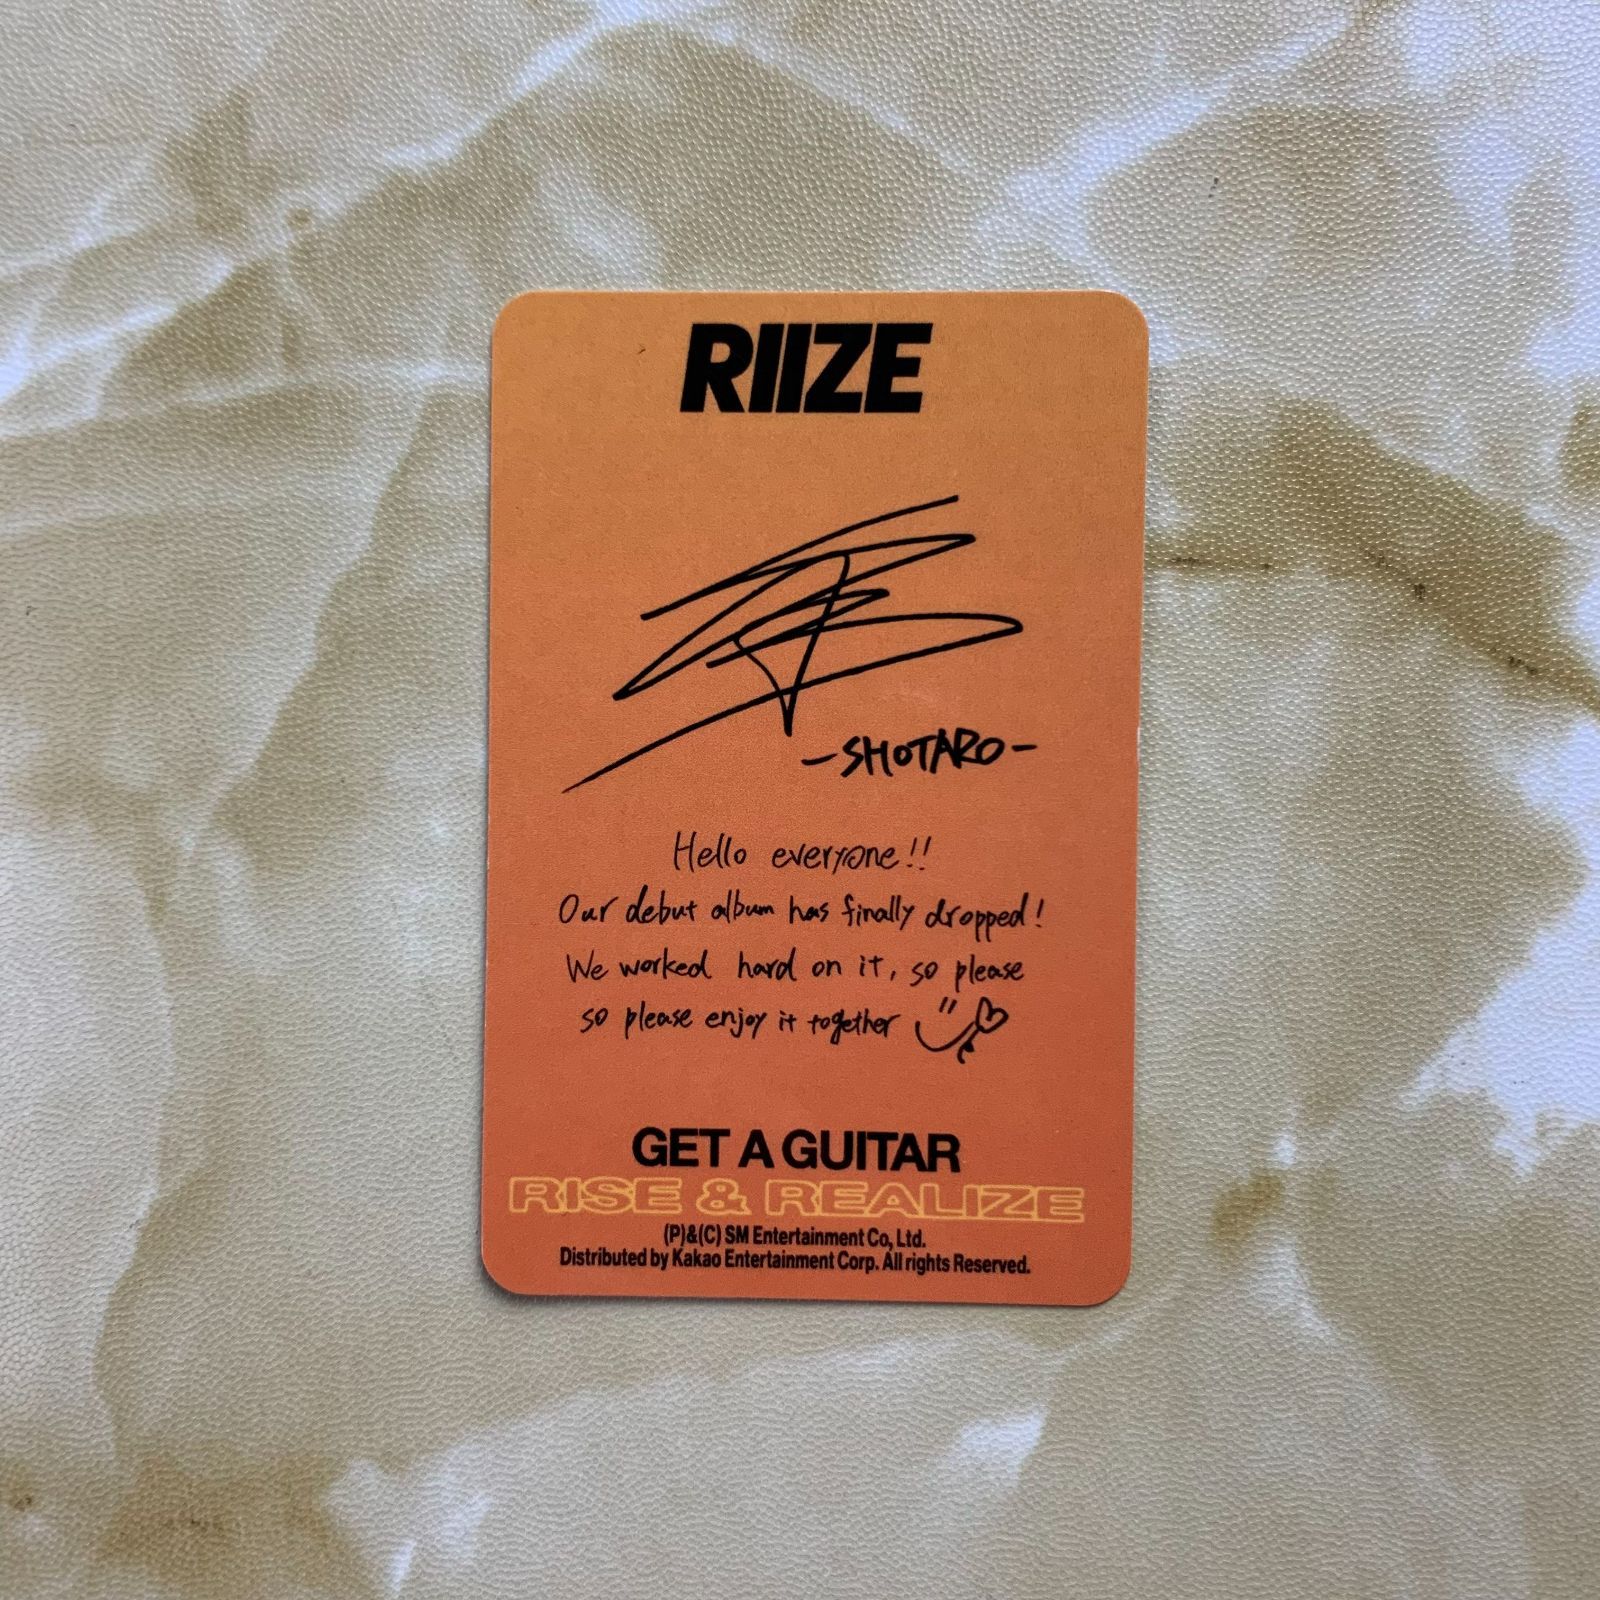 RIIZE
-SHOTARO-
Hello everyone!!
Our debut album has finally dropped!
We worked hard on it, so please
so please enjoy it together
GET A GUITAR
RISE & REALIZE
(P)&(C) SM Entertainment Co., Ltd.
Distributed by Kakao Entertainment Corp. All rights Reserved.